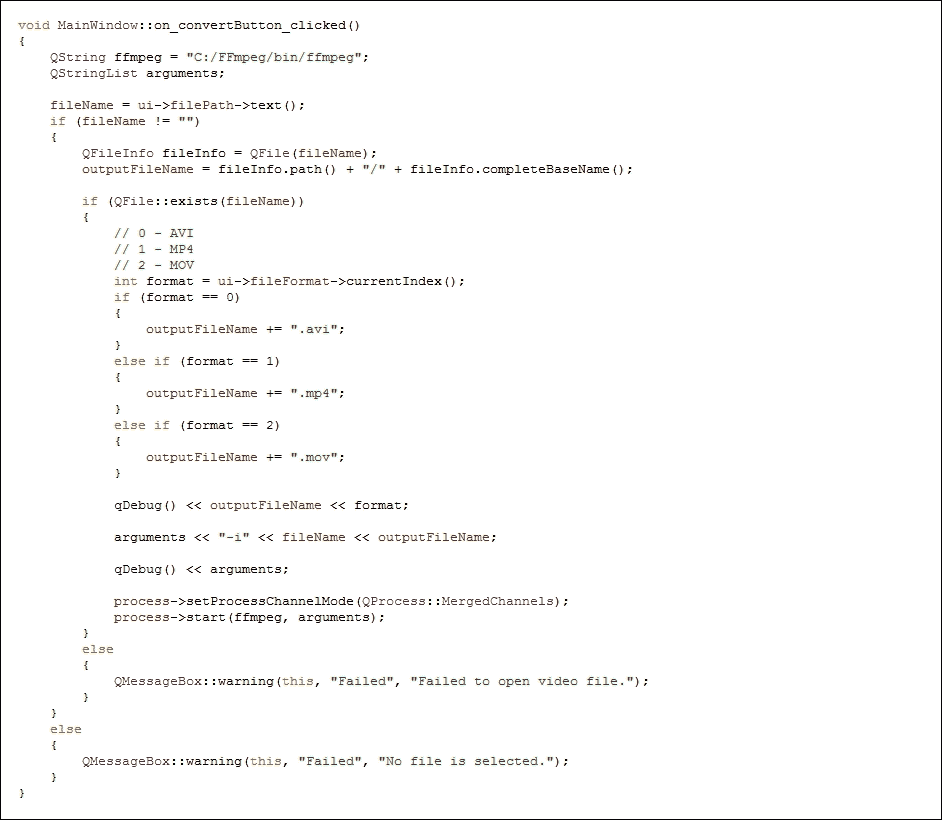 void MainWindow::on_convertButton_clicked()
{
    QString ffmpeg = "C:/FFmpeg/bin/ffmpeg";
    QStringList arguments;

    fileName = ui->filePath->text();
    if (fileName != "")
    {
        QFileInfo fileInfo = QFile(fileName);
        outputFileName = fileInfo.path() + "/" + fileInfo.completeBaseName();

        if (QFile::exists(fileName))
        {
            // 0 - AVI
            // 1 - MP4
            // 2 - MOV
            int format = ui->fileFormat->currentIndex();
            if (format == 0)
            {
                outputFileName += ".avi";
            }
            else if (format == 1)
            {
                outputFileName += ".mp4";
            }
            else if (format == 2)
            {
                outputFileName += ".mov";
            }

            qDebug() << outputFileName << format;

            arguments << "-i" << fileName << outputFileName;

            qDebug() << arguments;

            process->setProcessChannelMode(QProcess::MergedChannels);
            process->start(ffmpeg, arguments);
        }
        else
        {
            QMessageBox::warning(this, "Failed", "Failed to open video file.");
        }
    }
    else
    {
        QMessageBox::warning(this, "Failed", "No file is selected.");
    }
}